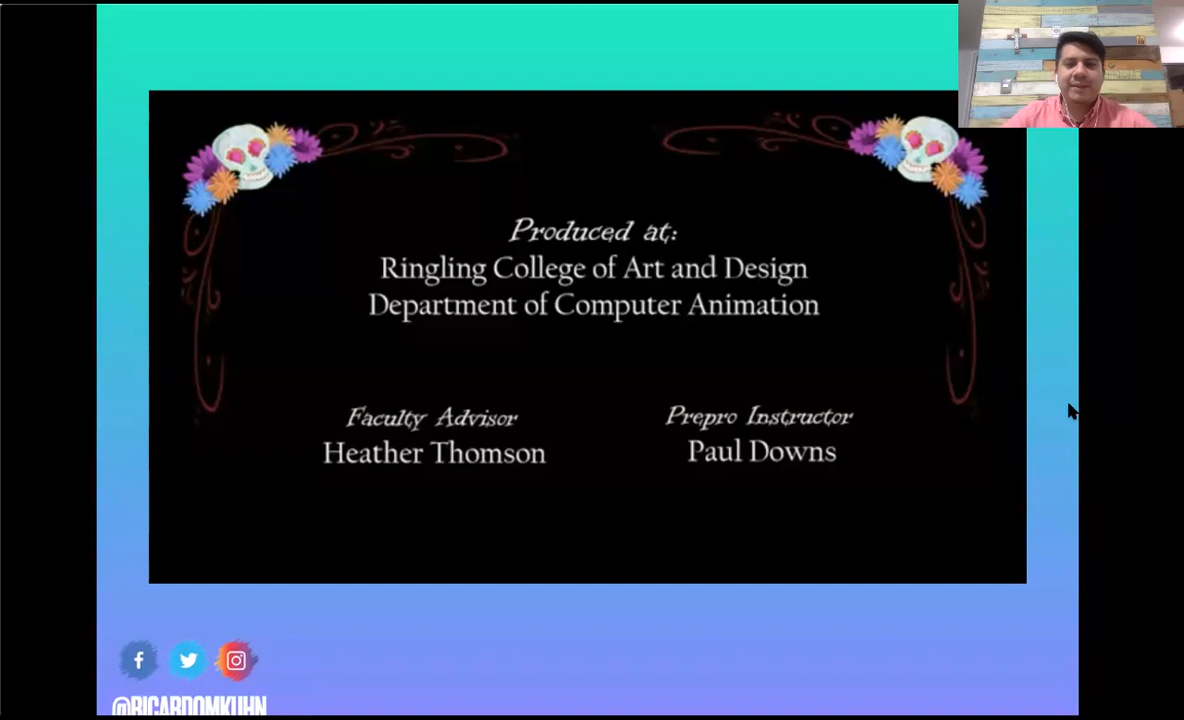 Produced at:
Ringling College of Art and Design
Department of Computer Animation
Faculty Advisor
Heather Thomson
Prepro Instructor
Paul Downs
@RICARDOMKUHN